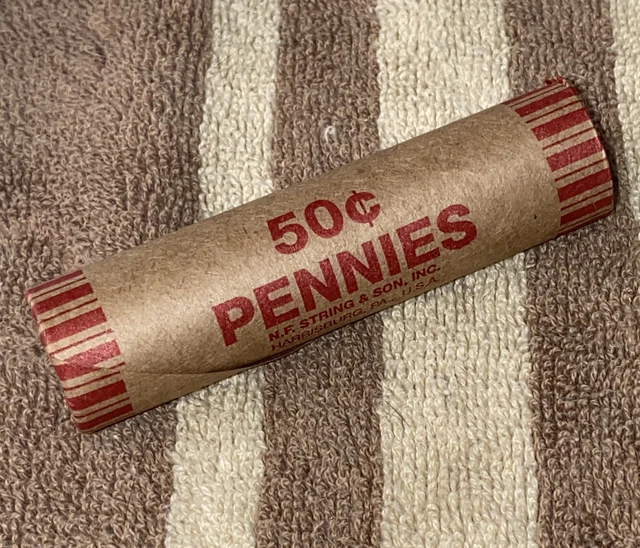 50¢
PENNIES
N.F. STRING & SON, INC.
HARRISBURG, PA., U.S.A.